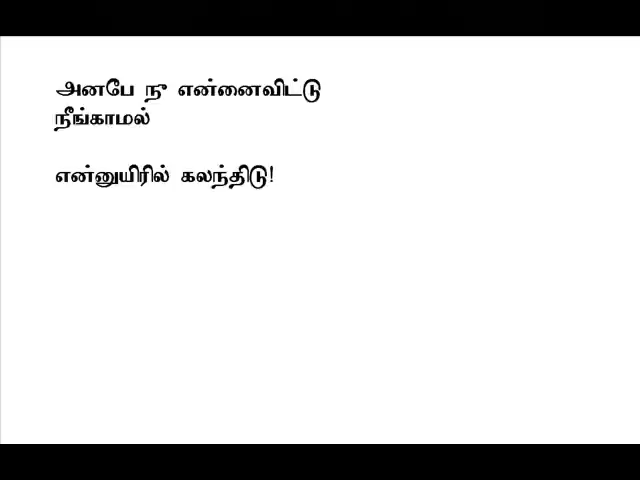 அனபே நு என்னைவிட்டு
நீங்காமல்
என்னுயிரில் கலந்திடு!